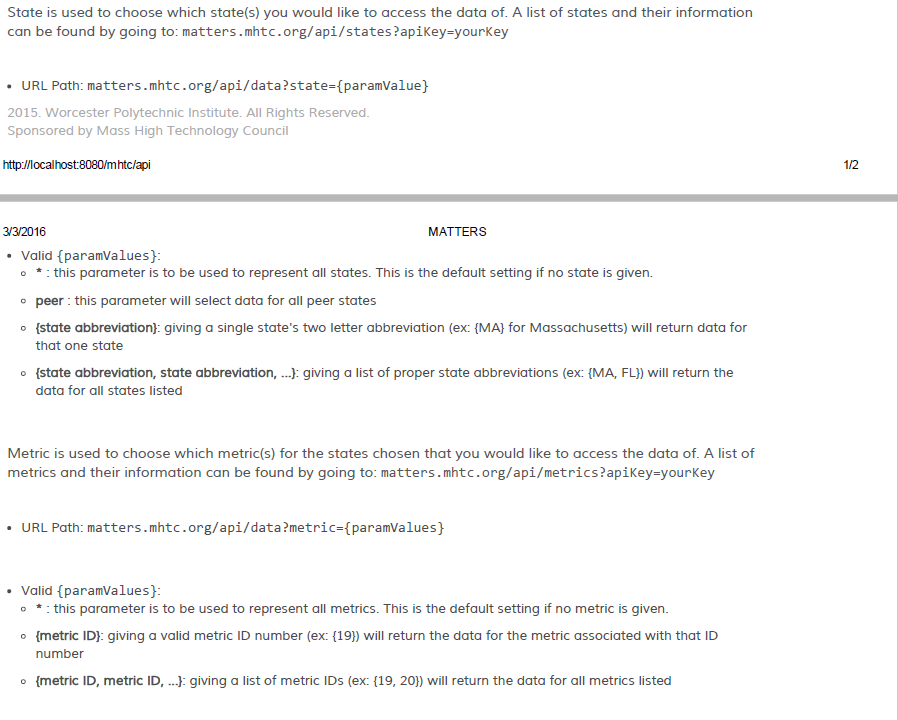 State is used to choose which state(s) you would like to access the data of. A list of states and their information
can be found by going to: matters.mhtc.org/api/states?apiKey=yourKey
• URL Path: matters.mhtc.org/api/data?state={paramValue}
2015. Worcester Polytechnic Institute. All Rights Reserved.
Sponsored by Mass High Technology Council
http://localhost:8080/mhtc/api 1/2
3/3/2016 MATTERS
• Valid {paramValues}:
◦ * : this parameter is to be used to represent all states. This is the default setting if no state is given.
◦ peer : this parameter will select data for all peer states
◦ {state abbreviation}: giving a single state's two letter abbreviation (ex: {MA} for Massachusetts) will return data for
that one state
◦ {state abbreviation, state abbreviation, ...}: giving a list of proper state abbreviations (ex: {MA, FL}) will return the
data for all states listed
Metric is used to choose which metric(s) for the states chosen that you would like to access the data of. A list of
metrics and their information can be found by going to: matters.mhtc.org/api/metrics?apiKey=yourKey
• URL Path: matters.mhtc.org/api/data?metric={paramValues}
• Valid {paramValues}:
◦ * : this parameter is to be used to represent all metrics. This is the default setting if no metric is given.
◦ {metric ID}: giving a valid metric ID number (ex: {19}) will return the data for the metric associated with that ID
number
◦ {metric ID, metric ID, ...}: giving a list of metric IDs (ex: {19, 20}) will return the data for all metrics listed